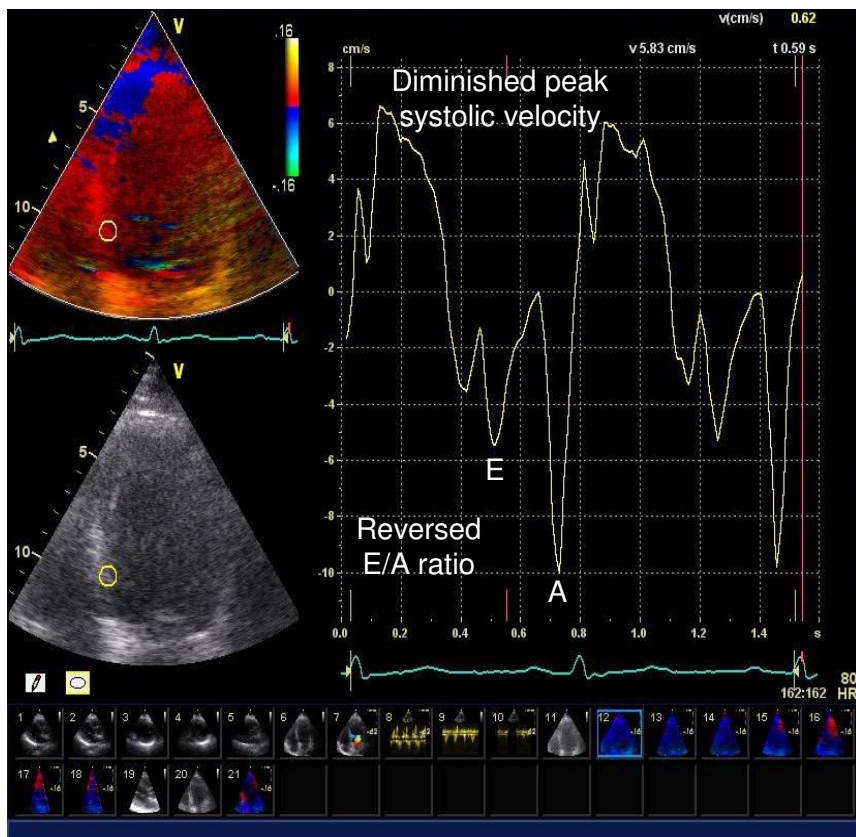 v(cm/s) 0.62
V
.16
cm/s
v 5.83 cm/s
t 0.59 s
8
Diminished peak
systolic velocity
6
5
4
-.16
2
10
0
-2
V
-4
5
E
-6
-8
Reversed
E/A ratio
10
-10
A
0.0 0.2 0.4 0.6 0.8 1.0 1.2 1.4 s
80
162:162 HR
1 2 3 4 5 6 7 8 9 10 11 12 13 14 15 16
17 18 19 20 21